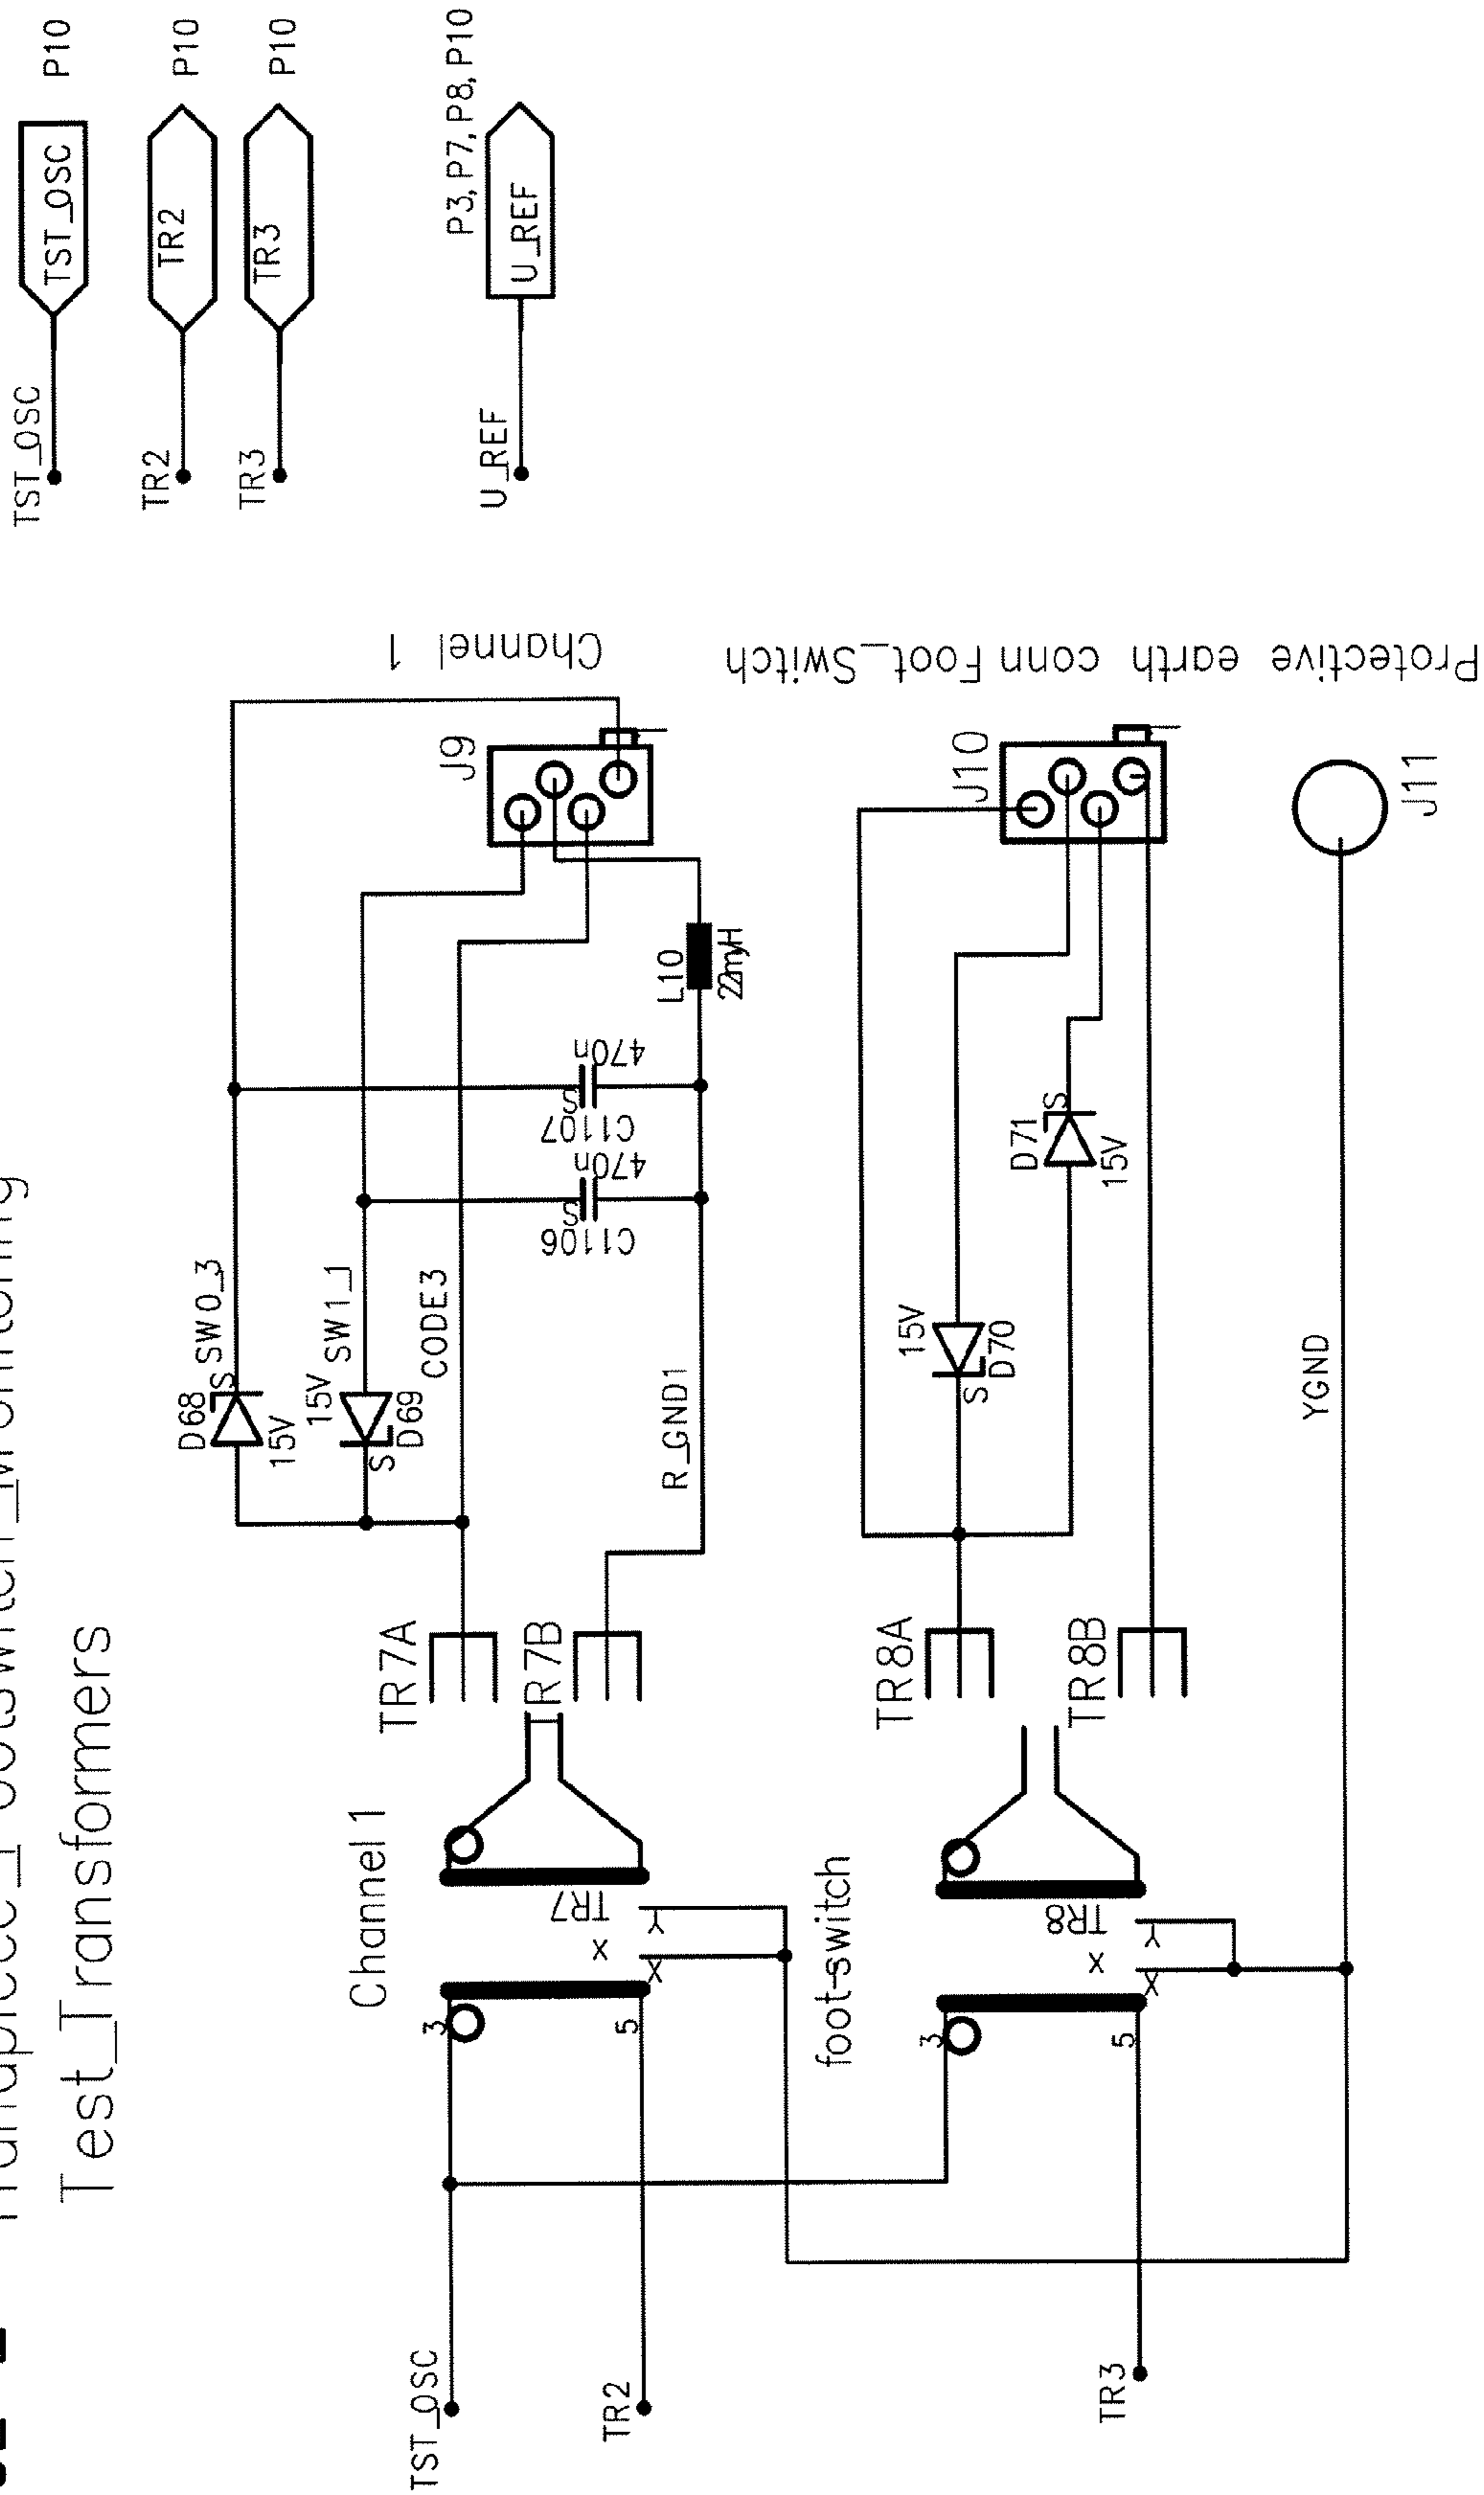 Test_Transformers
TST_OSC
TST_OSC
P10
TR2
TR2
P10
TR3
TR3
P10
U_REF
U_REF
P3, P7, P8, P10
Channel 1
TST_OSC
TR2
3
5
TR7
x
X
Y
TR7A
TR7B
D68
S
15V
SW0_3
15V
SW1_1
S
D69
CODE3
R_GND1
C1106
S
470n
C1107
S
470n
L10
22myH
J9
Channel 1
foot-switch
TR3
3
5
TR8
x
X
Y
TR8A
TR8B
15V
S
D70
D71
S
15V
J10
Foot_Switch
YGND
J11
Protective earth conn